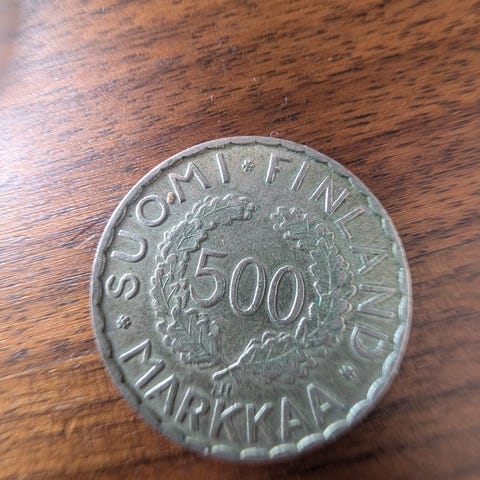 SUOMI * FINLAND
500
H
* MARKKAA *